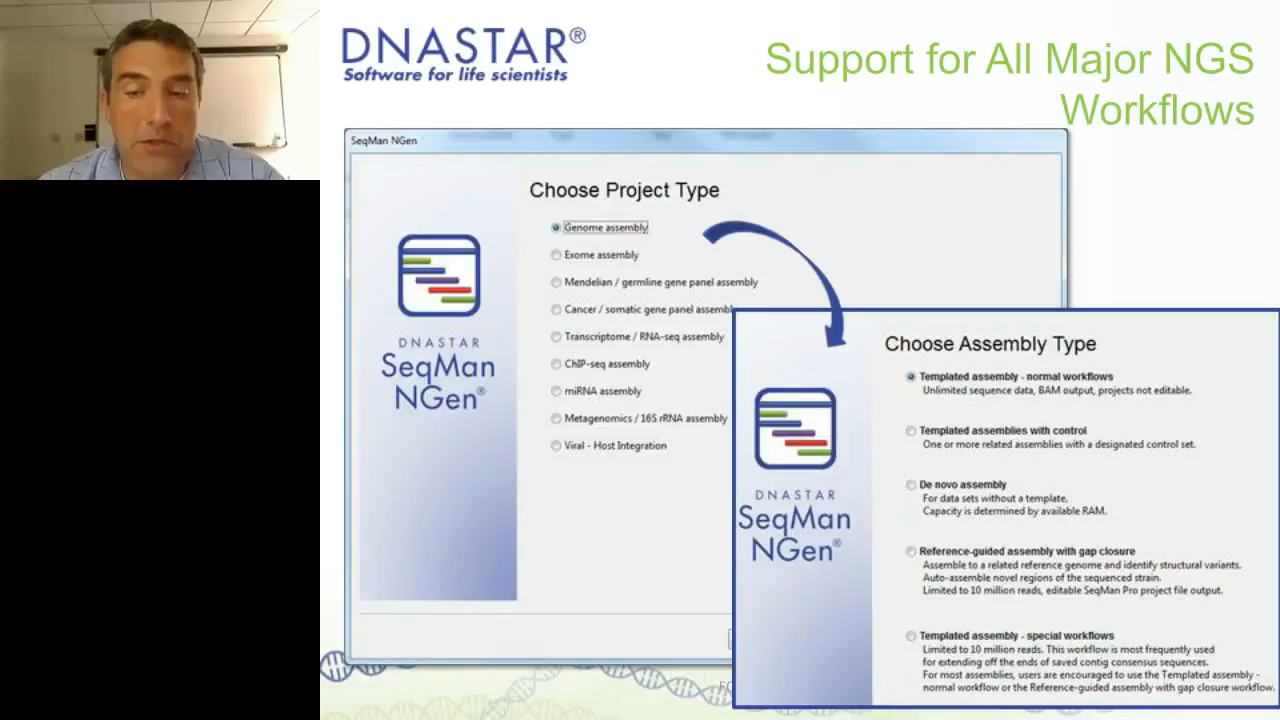 DNASTAR®
Software for life scientists
Support for All Major NGS
Workflows
SeqMan NGen
Choose Project Type
Genome assembly
Exome assembly
Mendelian / germline gene panel assembly
Cancer / somatic gene panel
Transcriptome / RNA-seq assembly
ChIP-seq assembly
miRNA assembly
Metagenomics / 16S rRNA assembly
Viral - Host Integration
DNASTAR
SeqMan
NGen®
Choose Assembly Type
Templated assembly - normal workflows
Unlimited sequence data, BAM output, projects not editable.
Templated assemblies with control
One or more related assemblies with a designated control set.
De novo assembly
For data sets without a template.
Capacity is determined by available RAM.
Reference-guided assembly with gap closure
Assemble to a related reference genome and identify structural variants.
Auto-assemble novel regions of the sequenced strain.
Limited to 10 million reads, editable SeqMan Pro project file output.
Templated assembly - special workflows
Limited to 10 million reads. This workflow is most frequently used
for extending off the ends of saved contig consensus sequences.
For most assemblies, users are encouraged to use the Templated assembly -
normal workflow or the Reference-guided assembly with gap closure workflow.
DNASTAR
SeqMan
NGen®